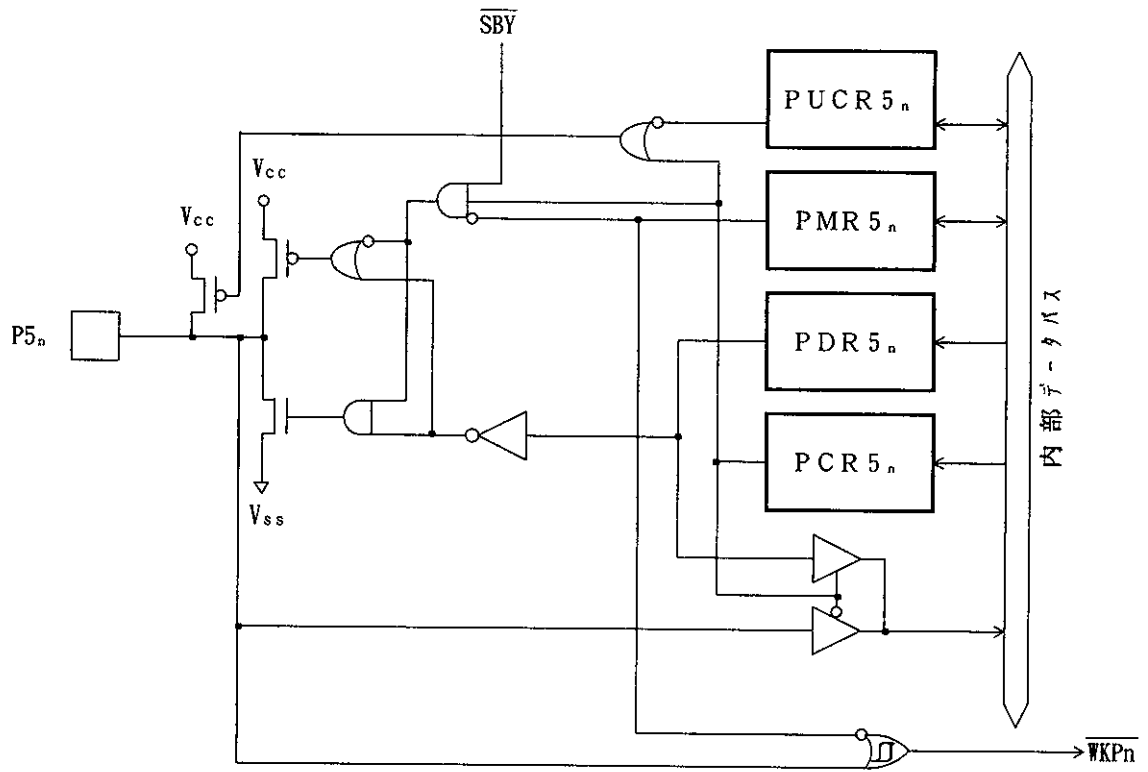 SBY
PUCR5n
Vcc
Vcc
PMR5n
P5n
PDR5n
内部データバス
PCR5n
Vss
WKPn